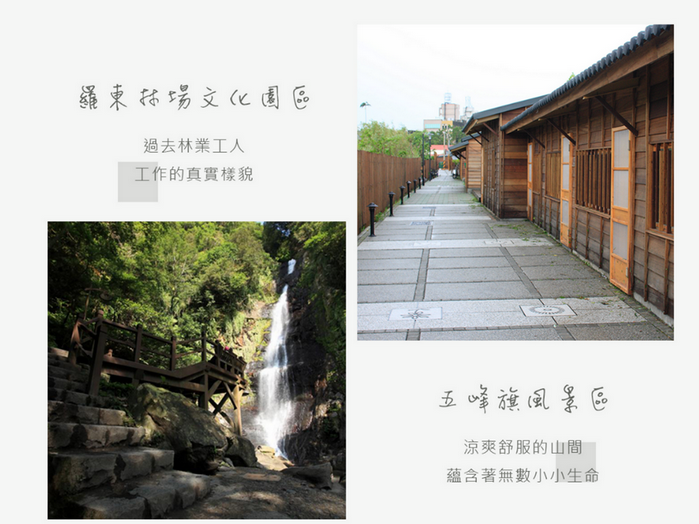 羅東林場文化園區
過去林業工人
工作的真實樣貌
五峰旗風景區
涼爽舒服的山間
蘊含著無數小小生命